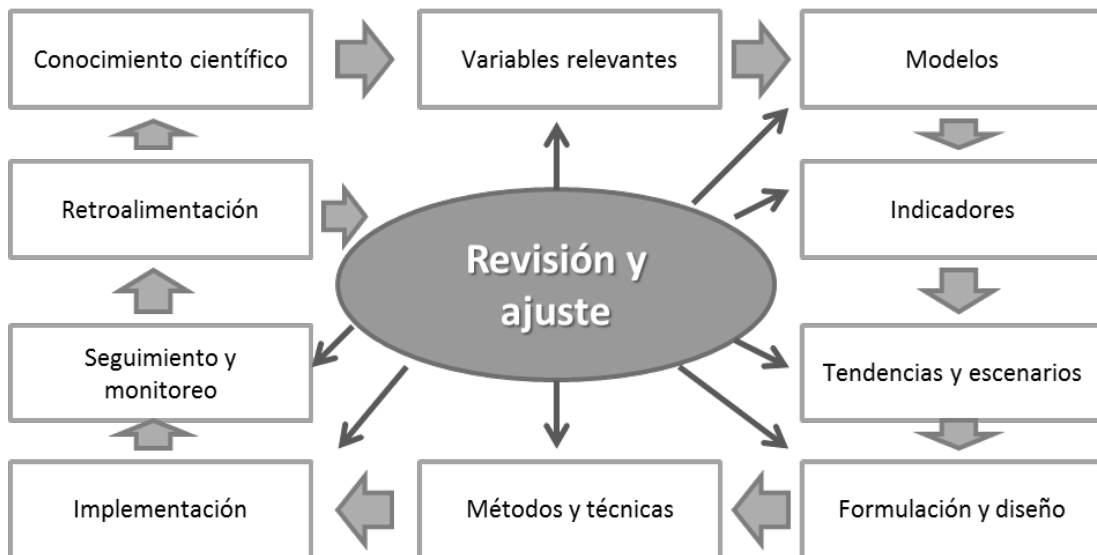 Conocimiento científico
Variables relevantes
Modelos
Retroalimentación
Indicadores
Revisión y
ajuste
Seguimiento y
monitoreo
Tendencias y escenarios
Implementación
Métodos y técnicas
Formulación y diseño